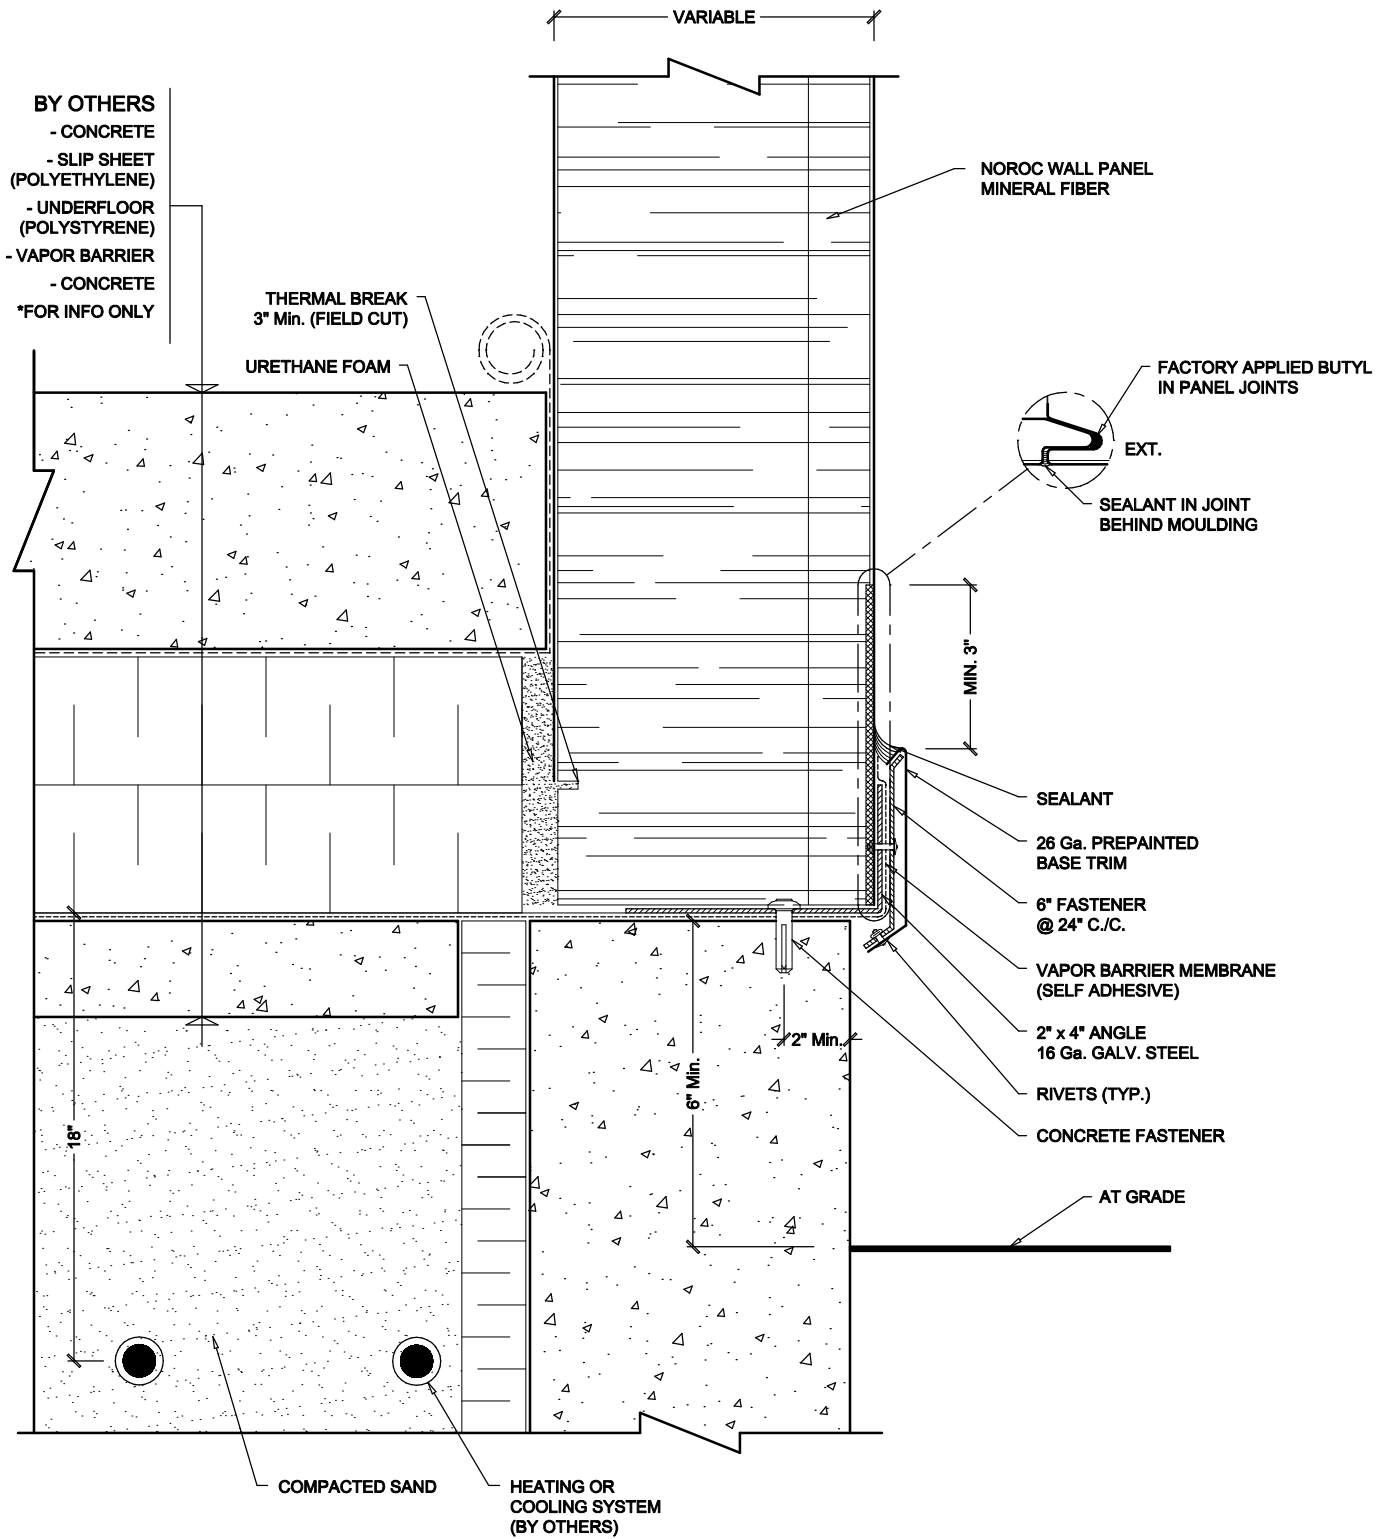 VARIABLE
BY OTHERS
- CONCRETE
- SLIP SHEET
(POLYETHYLENE)
- UNDERFLOOR
(POLYSTYRENE)
- VAPOR BARRIER
- CONCRETE
*FOR INFO ONLY
NOROC WALL PANEL
MINERAL FIBER
THERMAL BREAK
3" Min. (FIELD CUT)
URETHANE FOAM
FACTORY APPLIED BUTYL
IN PANEL JOINTS
EXT.
SEALANT IN JOINT
BEHIND MOULDING
MIN. 3"
SEALANT
26 Ga. PREPAINTED
BASE TRIM
6" FASTENER
@ 24" C./C.
VAPOR BARRIER MEMBRANE
(SELF ADHESIVE)
2" x 4" ANGLE
16 Ga. GALV. STEEL
RIVETS (TYP.)
CONCRETE FASTENER
2" Min.
6" Min.
18"
AT GRADE
COMPACTED SAND
HEATING OR
COOLING SYSTEM
(BY OTHERS)